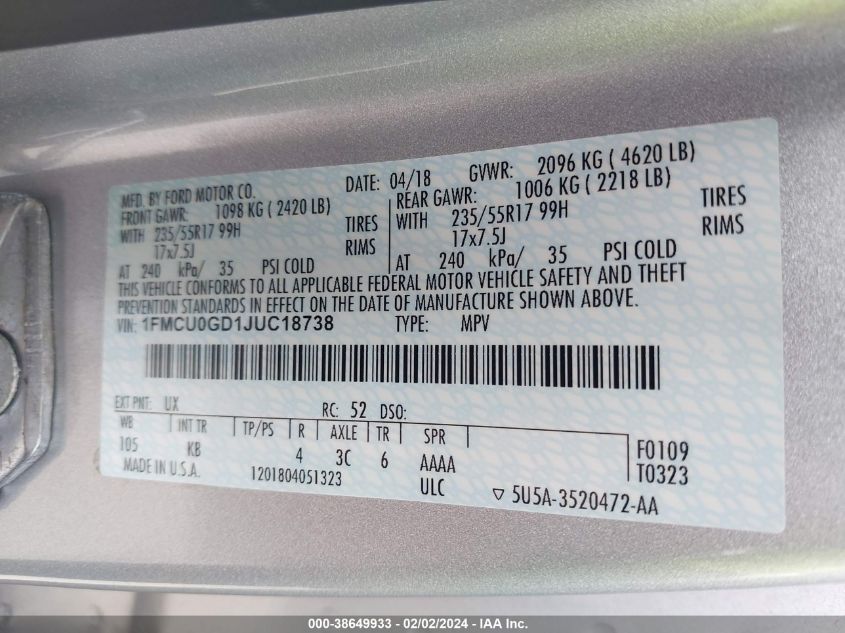 MFD. BY FORD MOTOR CO. DATE: 04/18 GVWR: 2096 KG ( 4620 LB)
FRONT GAWR: 1098 KG ( 2420 LB) REAR GAWR: 1006 KG ( 2218 LB)
WITH 235/55R17 99H TIRES WITH 235/55R17 99H TIRES
17x7.5J RIMS 17x7.5J RIMS
AT 240 kPa/ 35 PSI COLD AT 240 kPa/ 35 PSI COLD
THIS VEHICLE CONFORMS TO ALL APPLICABLE FEDERAL MOTOR VEHICLE SAFETY AND THEFT
PREVENTION STANDARDS IN EFFECT ON THE DATE OF MANUFACTURE SHOWN ABOVE.
VIN: 1FMCU0GD1JUC18738 TYPE: MPV
EXT PNT: UX RC: 52 DSO:
WB INT TR TP/PS R AXLE TR SPR F0109
105 KB 4 3C 6 AAAA T0323
MADE IN U.S.A. 1201804051323 ULC 5U5A-3520472-AA
000-38649933 - 02/02/2024 - IAA Inc.